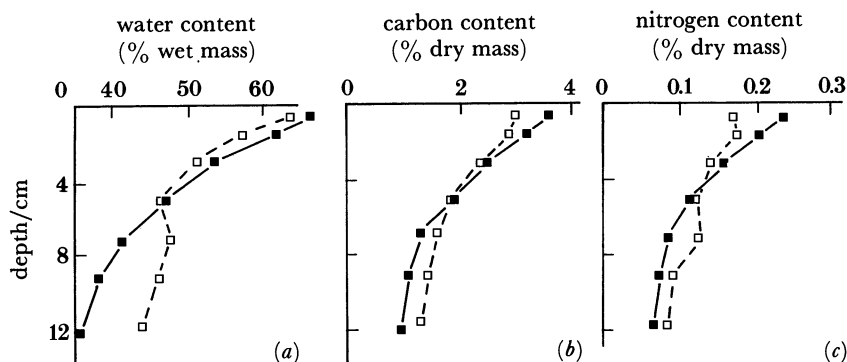 water content
(% wet mass)
0 40 50 60
carbon content
(% dry mass)
0 2 4
nitrogen content
(% dry mass)
0 0.1 0.2 0.3
depth/cm
4
8
12
(a)
(b)
(c)